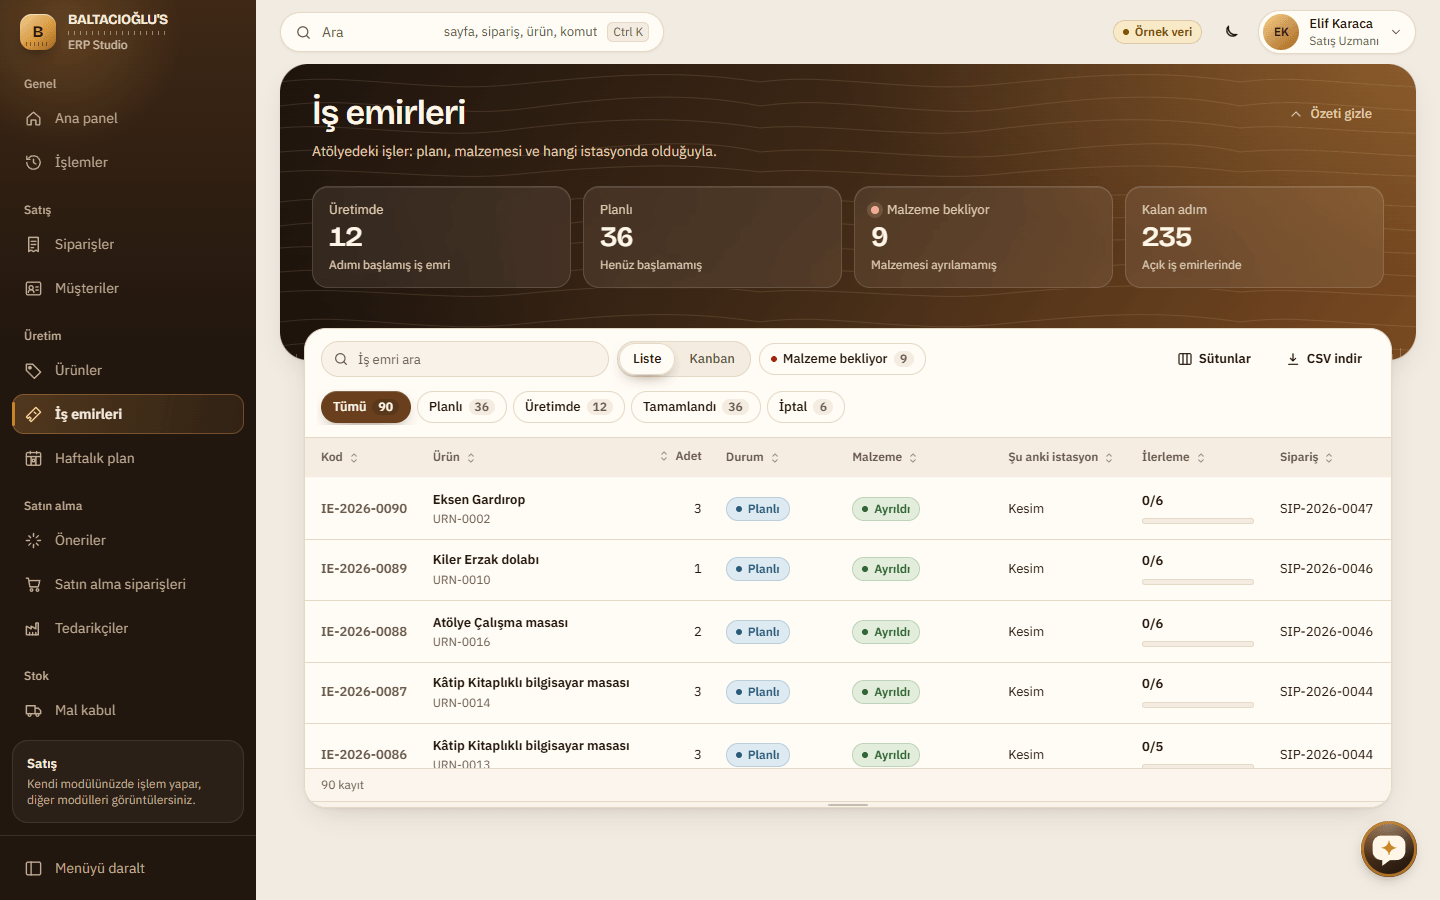 B
BALTACIOĞLU'S
ERP Studio
Genel
Ana panel
İşlemler
Satış
Siparişler
Müşteriler
Üretim
Ürünler
İş emirleri
Haftalık plan
Satın alma
Öneriler
Satın alma siparişleri
Tedarikçiler
Stok
Mal kabul
Satış
Kendi modülünüzde işlem yapar,
diğer modülleri görüntülersiniz.
Menüyü daralt
Ara sayfa, sipariş, ürün, komut Ctrl K
Örnek veri
EK
Elif Karaca
Satış Uzmanı
İş emirleri
Özeti gizle
Atölyedeki işler: planı, malzemesi ve hangi istasyonda olduğuyla.
Üretimde
12
Adımı başlamış iş emri
Planlı
36
Henüz başlamamış
Malzeme bekliyor
9
Malzemesi ayrılamamış
Kalan adım
235
Açık iş emirlerinde
İş emri ara
Liste Kanban
Malzeme bekliyor 9
Sütunlar
CSV indir
Tümü 90 Planlı 36 Üretimde 12 Tamamlandı 36 İptal 6
Kod Ürün Adet Durum Malzeme Şu anki istasyon İlerleme Sipariş
IE-2026-0090 Eksen Gardırop 3 Planlı Ayrıldı Kesim 0/6 SIP-2026-0047
URN-0002
IE-2026-0089 Kiler Erzak dolabı 1 Planlı Ayrıldı Kesim 0/6 SIP-2026-0046
URN-0010
IE-2026-0088 Atölye Çalışma masası 2 Planlı Ayrıldı Kesim 0/6 SIP-2026-0046
URN-0016
IE-2026-0087 Kâtip Kitaplıklı bilgisayar masası 3 Planlı Ayrıldı Kesim 0/6 SIP-2026-0044
URN-0014
IE-2026-0086 Kâtip Kitaplıklı bilgisayar masası 3 Planlı Ayrıldı Kesim 0/5 SIP-2026-0044
URN-0013
90 kayıt